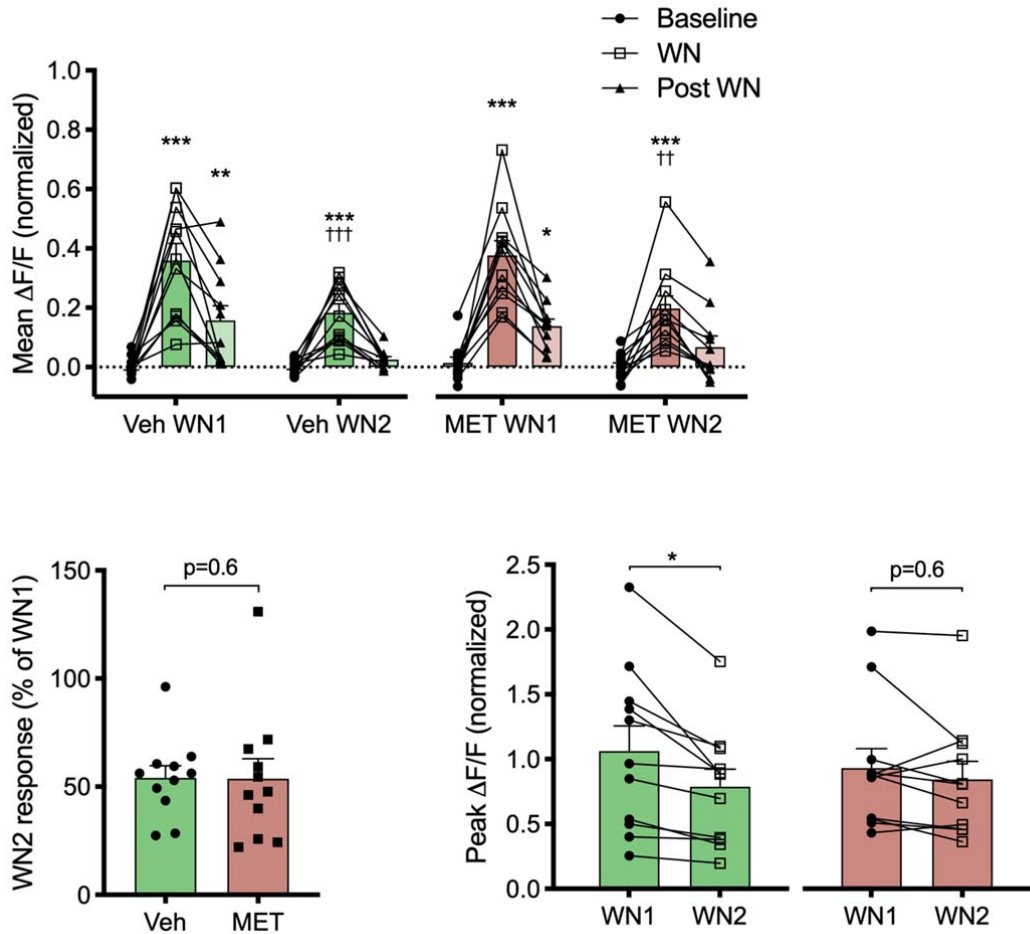 Baseline
WN
Post WN
Mean ΔF/F (normalized)
1.0
0.8
0.6
0.4
0.2
0.0
***
**
***
†††
***
*
***
††
Veh WN1
Veh WN2
MET WN1
MET WN2
WN2 response (% of WN1)
150
100
50
0
p=0.6
Veh
MET
Peak ΔF/F (normalized)
2.5
2.0
1.5
1.0
0.5
0.0
*
p=0.6
WN1
WN2
WN1
WN2